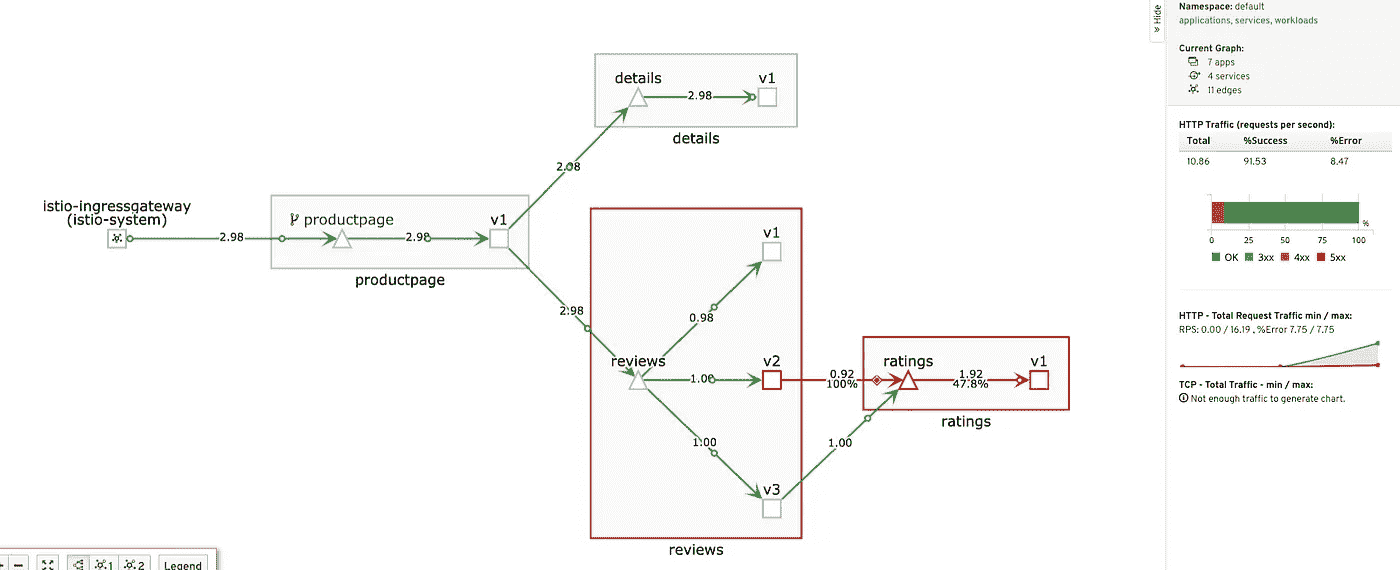 istio-ingressgateway
(istio-system)
2.98
productpage
2.98
v1
productpage
2.98
details
2.98
v1
details
2.98
reviews
0.98
v1
1.00
v2
1.00
v3
reviews
0.92
100%
1.00
ratings
1.92
47.8%
v1
ratings
1
2
Legend
Hide
Namespace: default
applications, services, workloads
Current Graph:
7 apps
4 services
11 edges
HTTP Traffic (requests per second):
Total %Success %Error
10.86 91.53 8.47
%
0 25 50 75 100
OK 3xx 4xx 5xx
HTTP - Total Request Traffic min / max:
RPS: 0.00 / 16.19 , %Error 7.75 / 7.75
TCP - Total Traffic - min / max:
Not enough traffic to generate chart.